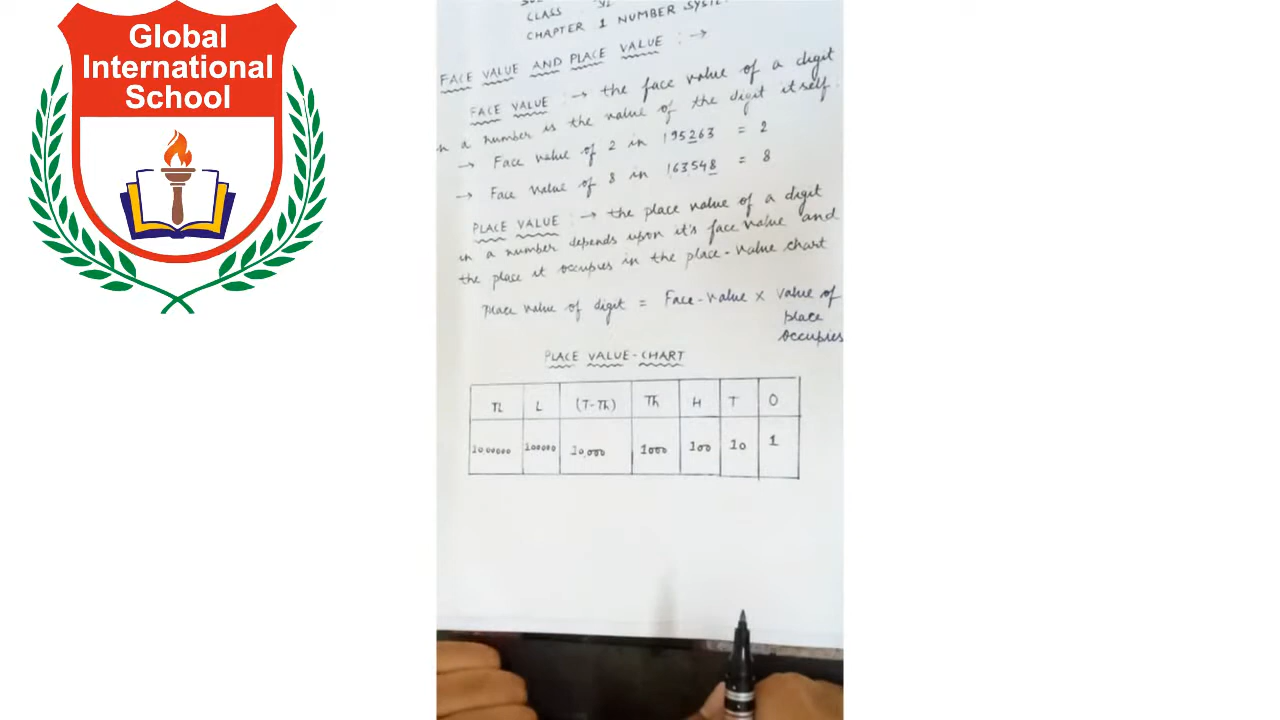 Global
International
School
CLASS VI
CHAPTER 1 NUMBER
FACE VALUE AND PLACE VALUE :→
FACE VALUE :→ the face value of a digit
in a number is the value of the digit itself.
→ Face value of 2 in 195263 = 2
→ Face value of 8 in 163548 = 8
PLACE VALUE :→ the place value of a digit
in a number depends upon it's face value and
the place it occupies in the place-value chart
Place value of digit = Face-value × value of
place
occupies
PLACE VALUE-CHART
TL L (T-Th) Th H T O
10,00000 100000 10,000 1000 100 10 1